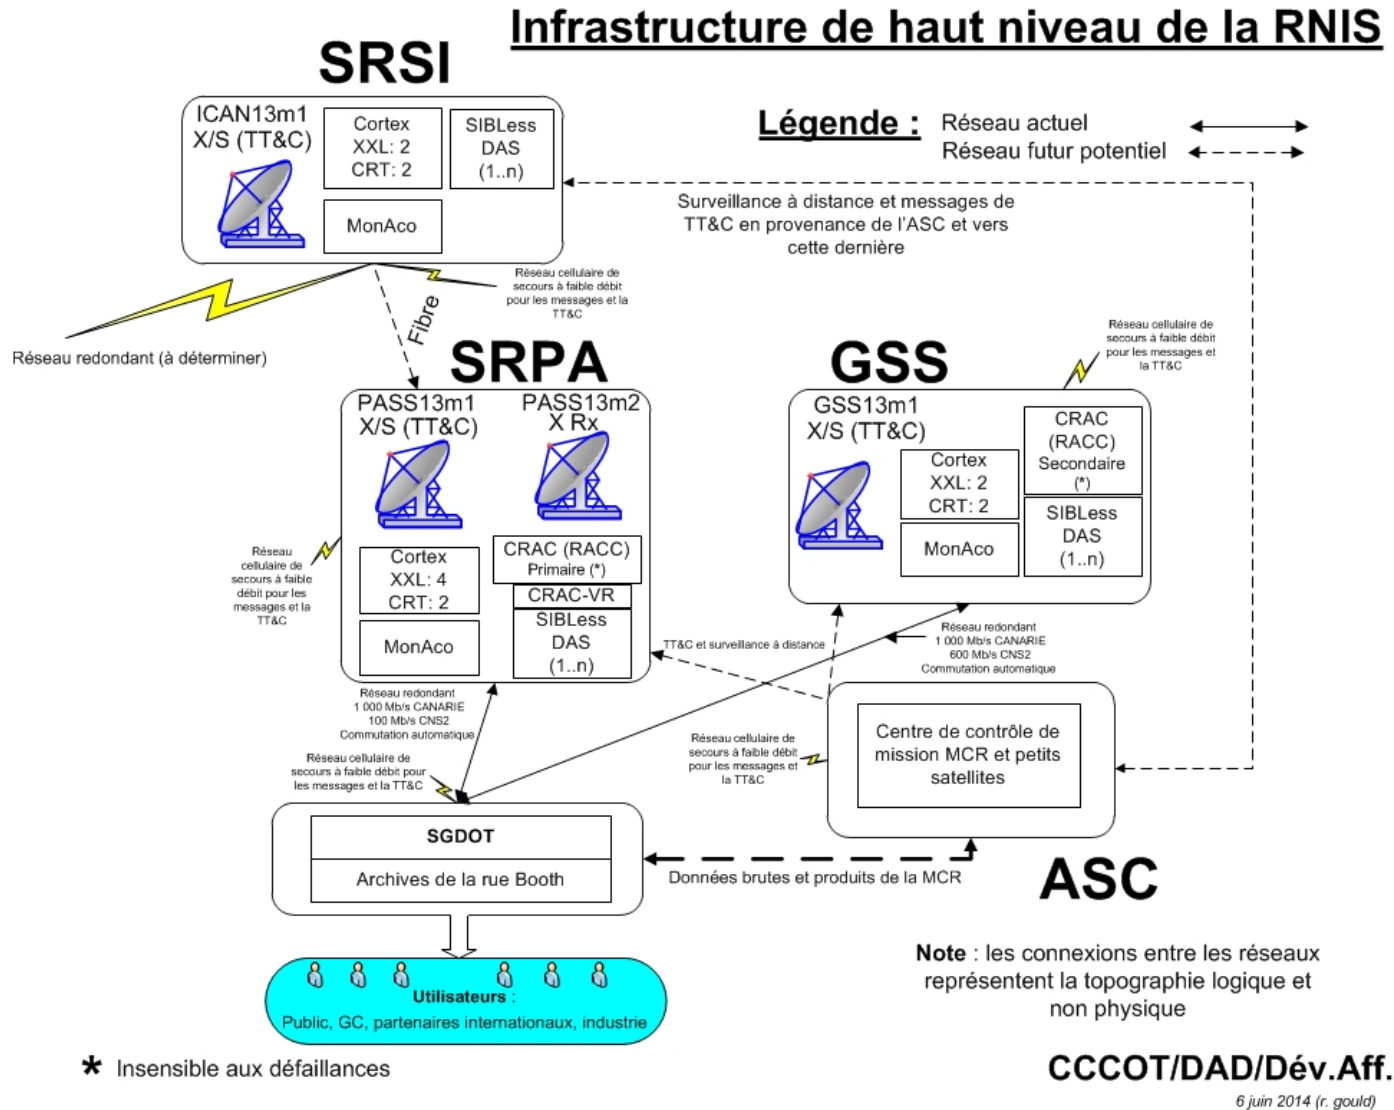 Infrastructure de haut niveau de la RNIS
SRSI
ICAN13m1
X/S (TT&C)
Cortex
XXL: 2
CRT: 2
SIBLess
DAS
(1..n)
MonAco
Légende :
Réseau actuel
Réseau futur potentiel
Surveillance à distance et messages de
TT&C en provenance de l'ASC et vers
cette dernière
Réseau cellulaire de
secours à faible débit
pour les messages et la
TT&C
Fibre
Réseau redondant (à déterminer)
SRPA
PASS13m1
X/S (TT&C)
PASS13m2
X Rx
Cortex
XXL: 4
CRT: 2
CRAC (RACC)
Primaire (*)
CRAC-VR
SIBLess
DAS
(1..n)
MonAco
Réseau
cellulaire de
secours à faible
débit pour les
messages et la
TT&C
GSS
Réseau cellulaire de
secours à faible débit
pour les messages et
la TT&C
GSS13m1
X/S (TT&C)
Cortex
XXL: 2
CRT: 2
MonAco
CRAC
(RACC)
Secondaire
(*)
SIBLess
DAS
(1..n)
TT&C et surveillance à distance
Réseau redondant
1 000 Mb/s CANARIE
600 Mb/s CNS2
Commutation automatique
Réseau redondant
1 000 Mb/s CANARIE
100 Mb/s CNS2
Commutation automatique
Réseau cellulaire de
secours à faible débit pour
les messages et la TT&C
Réseau cellulaire de
secours à faible débit
pour les messages et
la TT&C
Centre de contrôle de
mission MCR et petits
satellites
SGDOT
Archives de la rue Booth
Données brutes et produits de la MCR
ASC
Utilisateurs :
Public, GC, partenaires internationaux, industrie
Note : les connexions entre les réseaux
représentent la topographie logique et
non physique
* Insensible aux défaillances
CCCOT/DAD/Dév.Aff.
6 juin 2014 (r. gould)